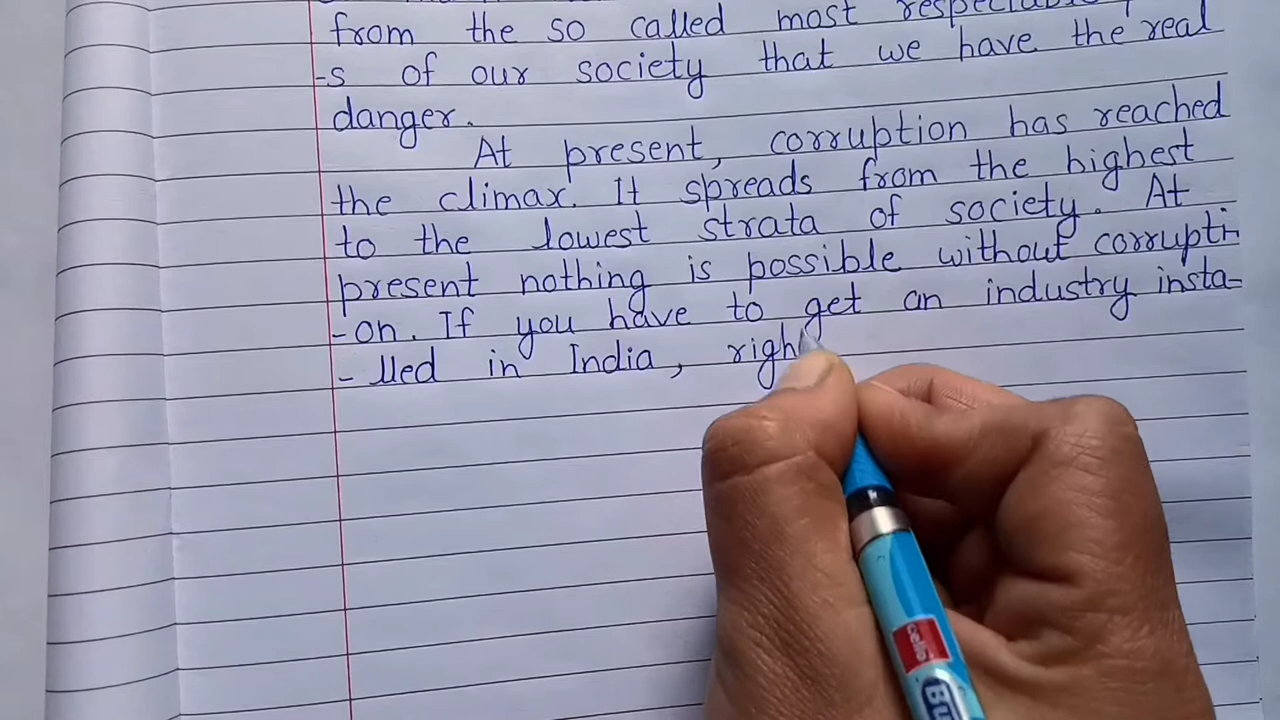 from the so called most
-s of our society that we have the real
danger.
At present, corruption has reached
the climax. It spreads from the highest
to the lowest strata of society. At
present nothing is possible without corrupti
-on. If you have to get an industry insta-
- lled in India, righ
cello